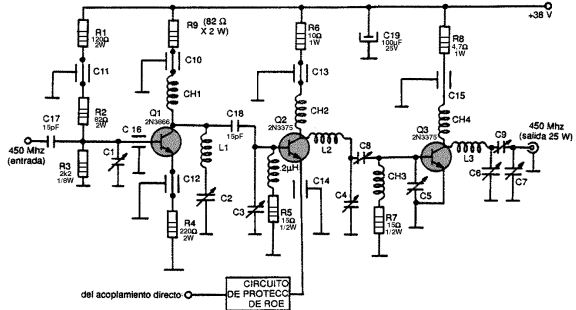 +38 V
R1
120Ω
2W
R9 (82 Ω
X 2 W)
R6
10Ω
1W
C19
100µF
25V
R8
4,7Ω
1W
C11
C10
C13
C15
CH1
CH2
CH4
R2
82Ω
2W
C17
15pF
C 16
Q1
2N3866
C18
15pF
Q2
2N3375
Q3
2N3375
450 Mhz
(entrada)
C1
L1
L2
C8
L3
C9
450 Mhz
(salida 25 W)
R3
2k2
1/8W
C12
C2
C3
.2µH
C14
C4
CH3
C5
C6
C7
R4
220Ω
2W
R5
15Ω
1/2W
R7
15Ω
1/2W
del acoplamiento directo
CIRCUITO
DE PROTECC
DE ROE